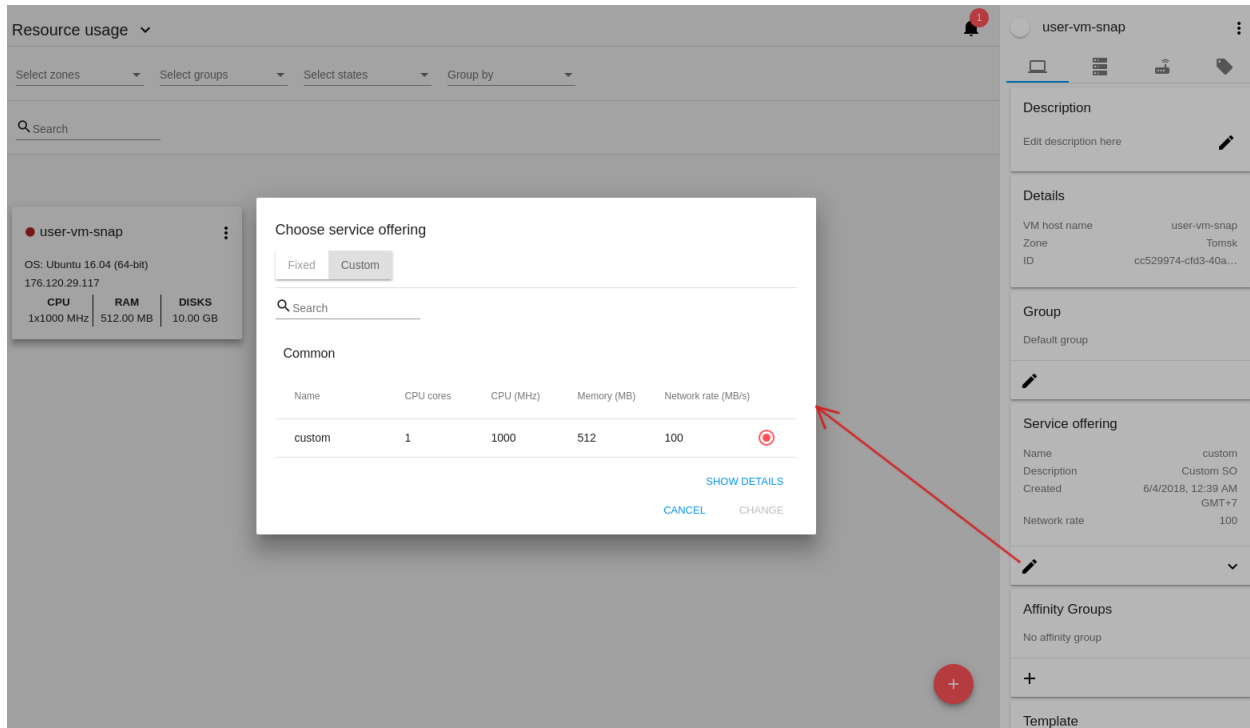 Resource usage
1
Select zones
Select groups
Select states
Group by
Search
user-vm-snap
OS: Ubuntu 16.04 (64-bit)
176.120.29.117
CPU RAM DISKS
1x1000 MHz 512.00 MB 10.00 GB
Choose service offering
Fixed Custom
Search
Common
Name CPU cores CPU (MHz) Memory (MB) Network rate (MB/s)
custom 1 1000 512 100
SHOW DETAILS
CANCEL CHANGE
+
user-vm-snap
Description
Edit description here
Details
VM host name user-vm-snap
Zone Tomsk
ID cc529974-cfd3-40a...
Group
Default group
Service offering
Name custom
Description Custom SO
Created 6/4/2018, 12:39 AM
GMT+7
Network rate 100
Affinity Groups
No affinity group
+
Template